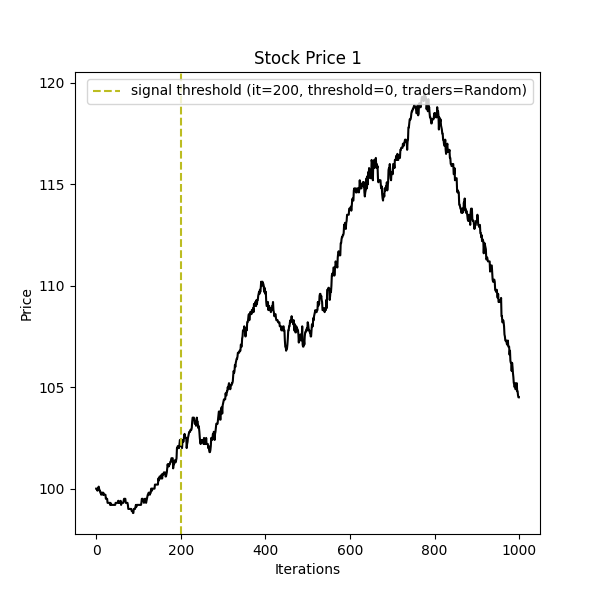 Stock Price 1
signal threshold (it=200, threshold=0, traders=Random)
120
115
110
105
100
Price
0 200 400 600 800 1000
Iterations